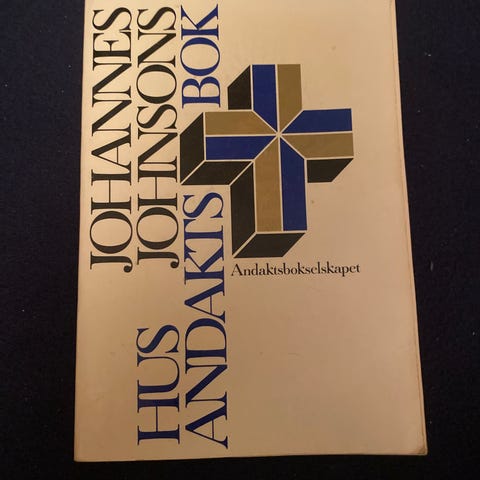 JOHANNES
JOHNSONS
HUS
ANDAKTS BOK
Andaktsbokselskapet